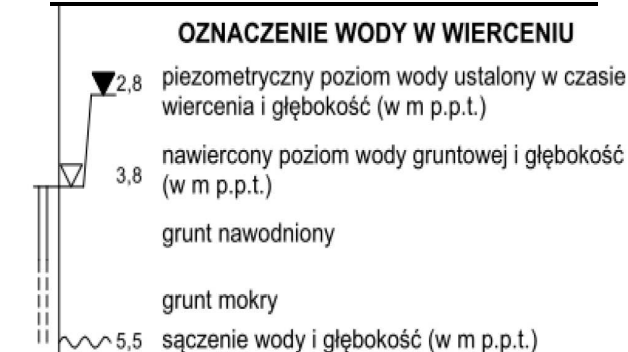 OZNACZENIE WODY W WIERCENIU
2,8 piezometryczny poziom wody ustalony w czasie
wiercenia i głębokość (w m p.p.t.)
nawiercony poziom wody gruntowej i głębokość
3,8 (w m p.p.t.)
grunt nawodniony
grunt mokry
5,5 sączenie wody i głębokość (w m p.p.t.)